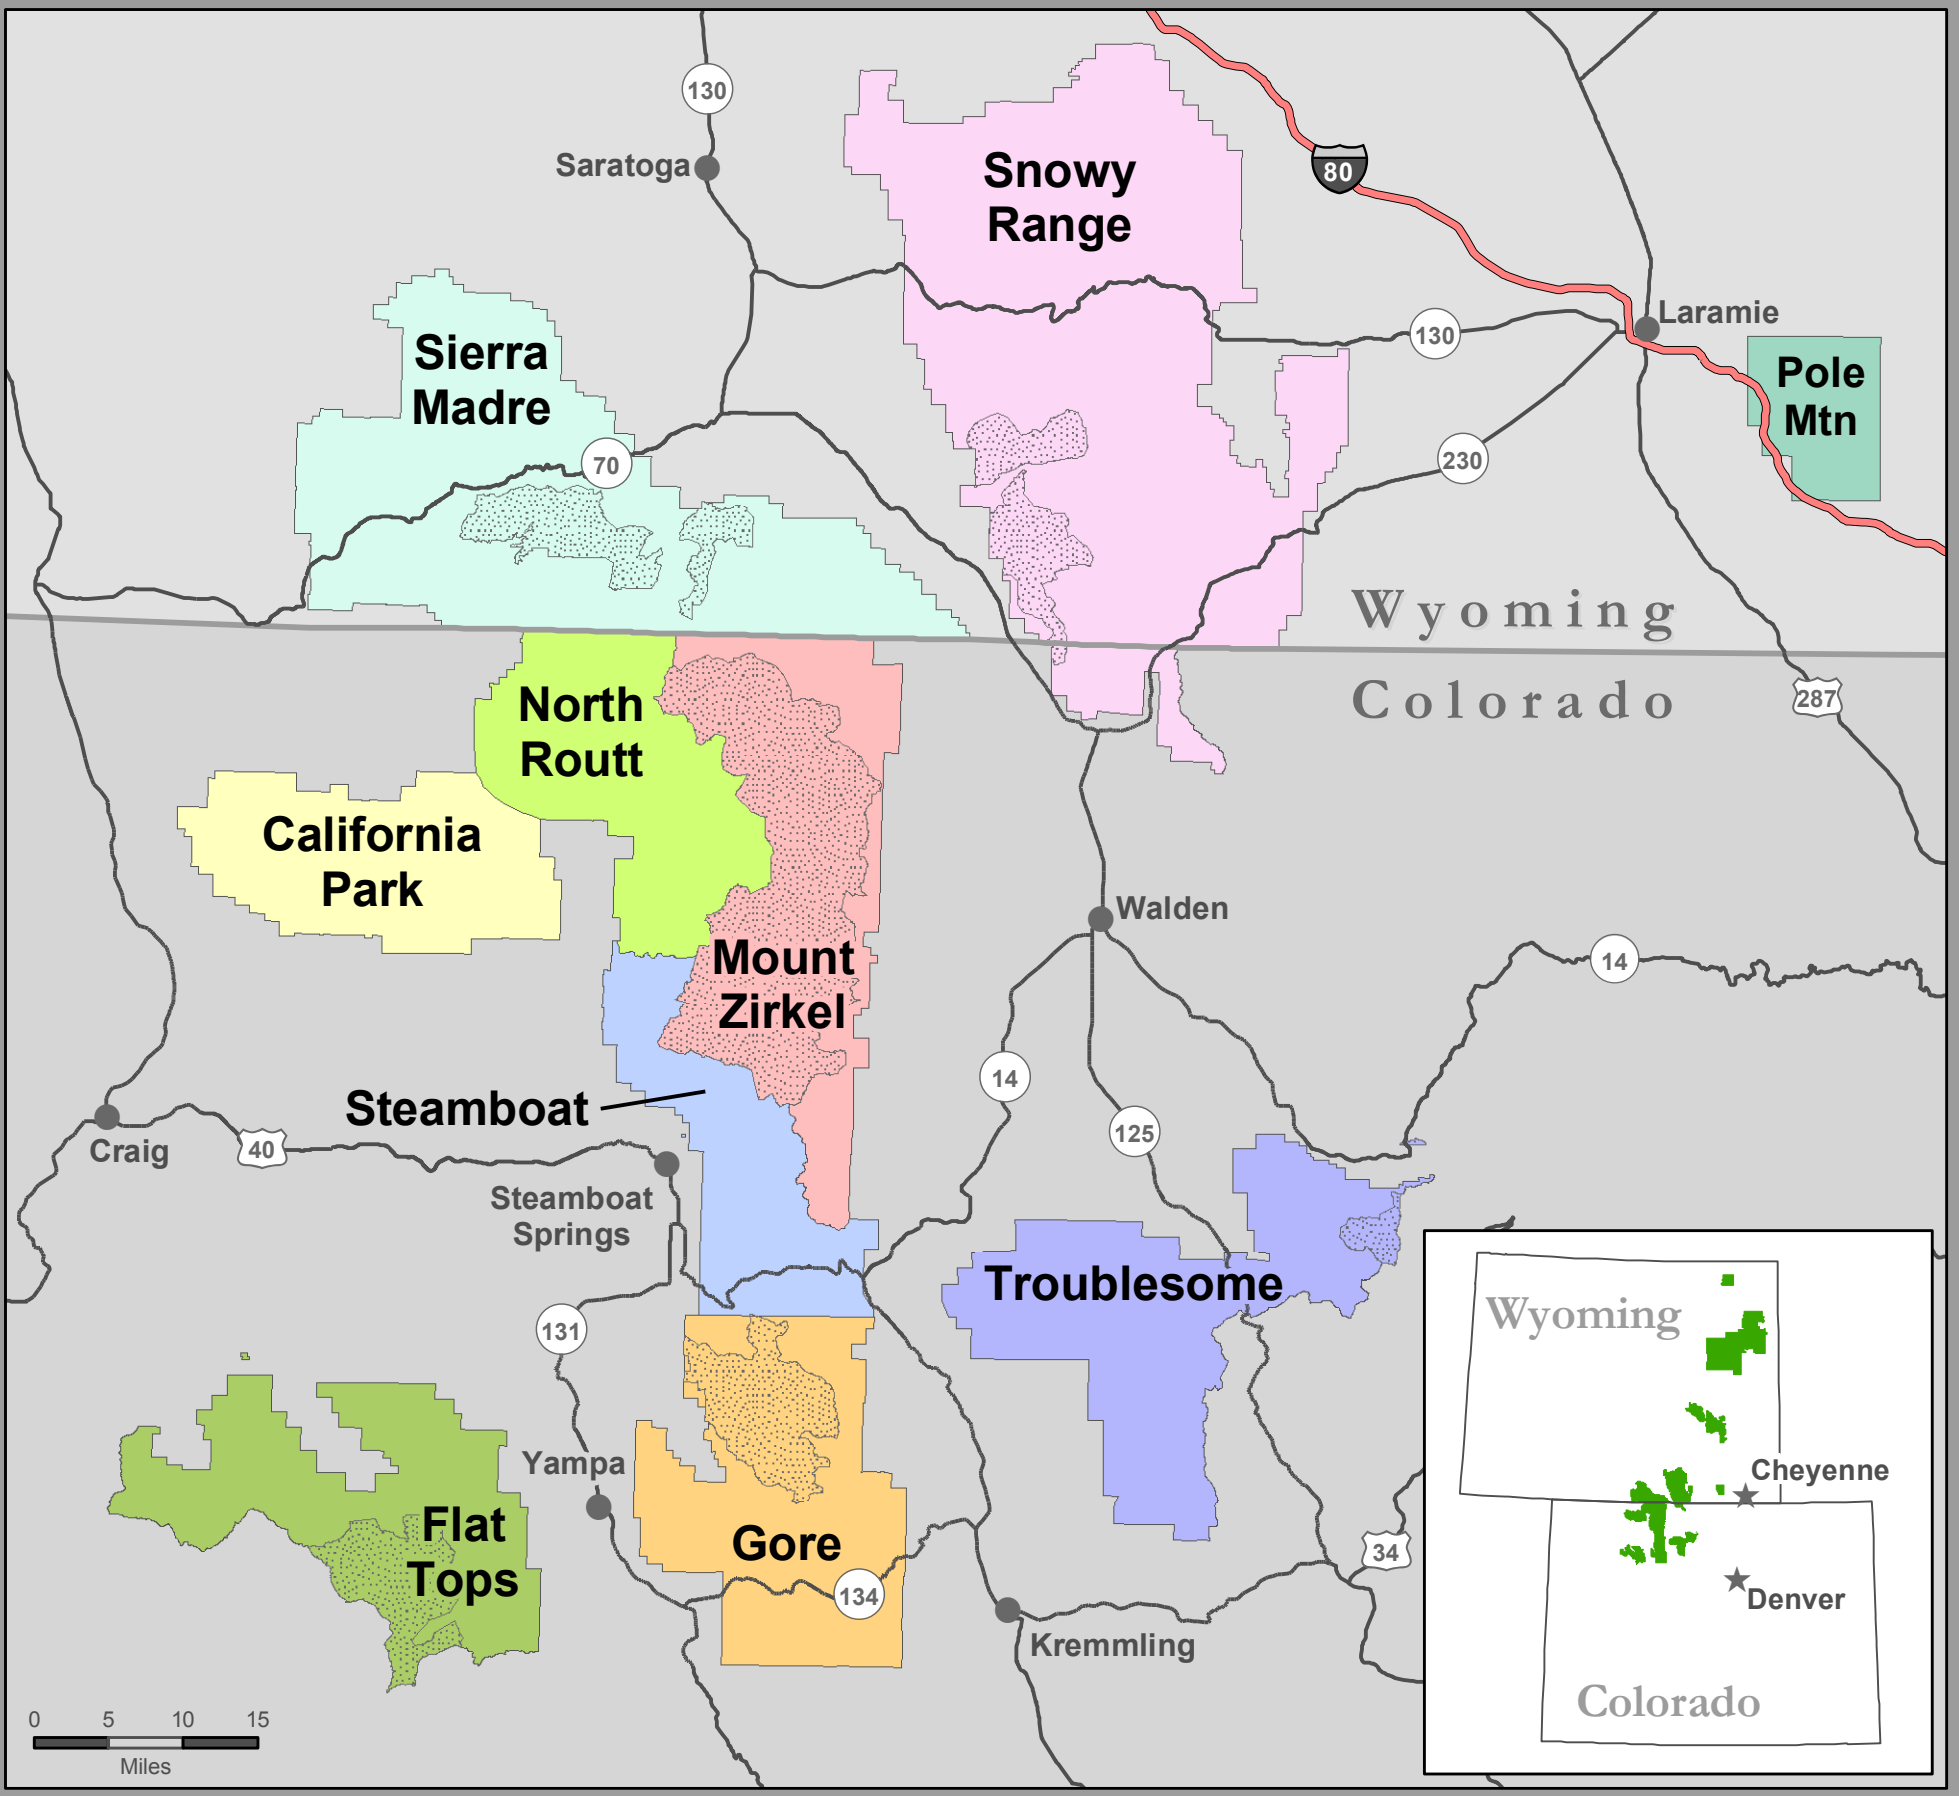 130
Saratoga
Snowy
Range
80
Sierra
Madre
Laramie
130
Pole
Mtn
70
230
Wyoming
Colorado
287
North
Routt
California
Park
Walden
Mount
Zirkel
14
14
Steamboat
125
Craig
40
Steamboat
Springs
Troublesome
131
Yampa
Flat
Tops
Gore
134
34
Kremmling
0 5 10 15
Miles
Wyoming
Cheyenne
Denver
Colorado